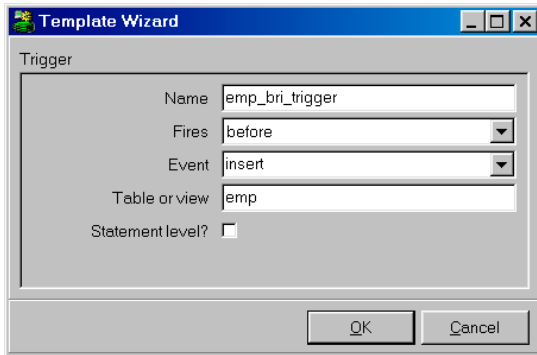 Template Wizard
Trigger
Name emp_bri_trigger
Fires before
Event insert
Table or view emp
Statement level?
OK Cancel